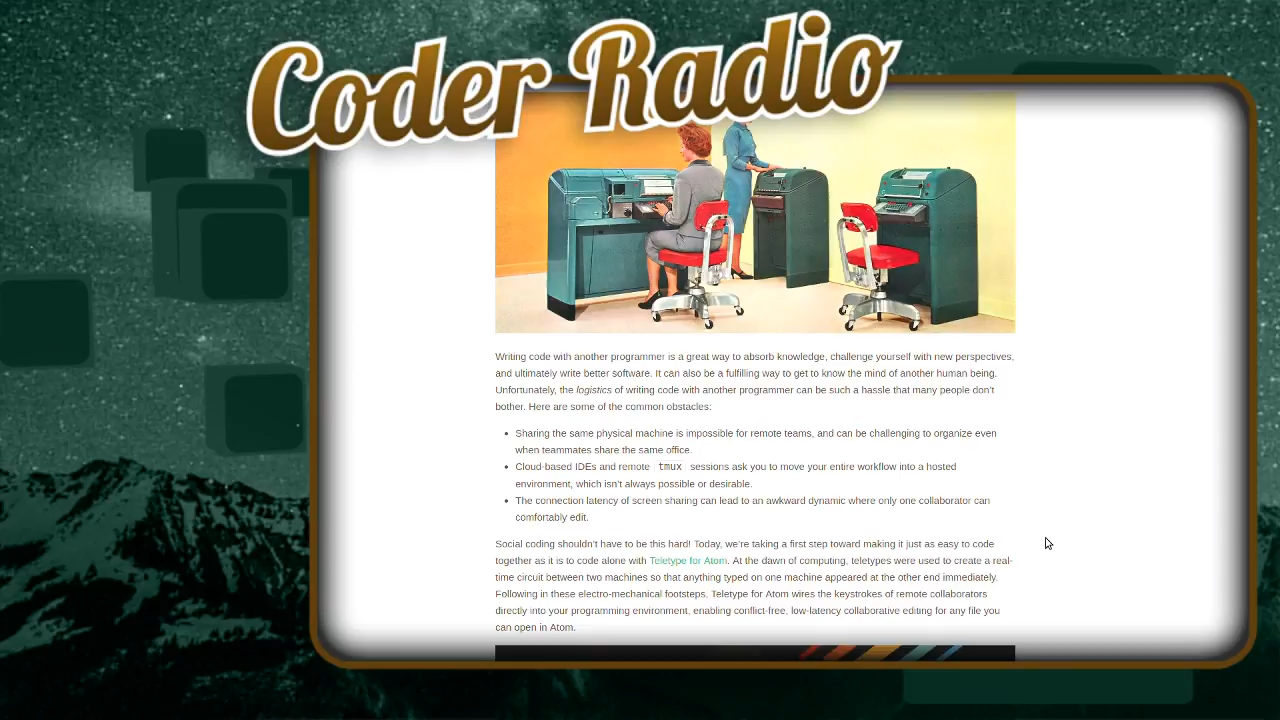 Coder Radio
Writing code with another programmer is a great way to absorb knowledge, challenge yourself with new perspectives,
and ultimately write better software. It can also be a fulfilling way to get to know the mind of another human being.
Unfortunately, the logistics of writing code with another programmer can be such a hassle that many people don't
bother. Here are some of the common obstacles:
• Sharing the same physical machine is impossible for remote teams, and can be challenging to organize even
when teammates share the same office.
• Cloud-based IDEs and remote tmux sessions ask you to move your entire workflow into a hosted
environment, which isn't always possible or desirable.
• The connection latency of screen sharing can lead to an awkward dynamic where only one collaborator can
comfortably edit.
Social coding shouldn't have to be this hard! Today, we're taking a first step toward making it just as easy to code
together as it is to code alone with Teletype for Atom. At the dawn of computing, teletypes were used to create a real-
time circuit between two machines so that anything typed on one machine appeared at the other end immediately.
Following in these electro-mechanical footsteps, Teletype for Atom wires the keystrokes of remote collaborators
directly into your programming environment, enabling conflict-free, low-latency collaborative editing for any file you
can open in Atom.